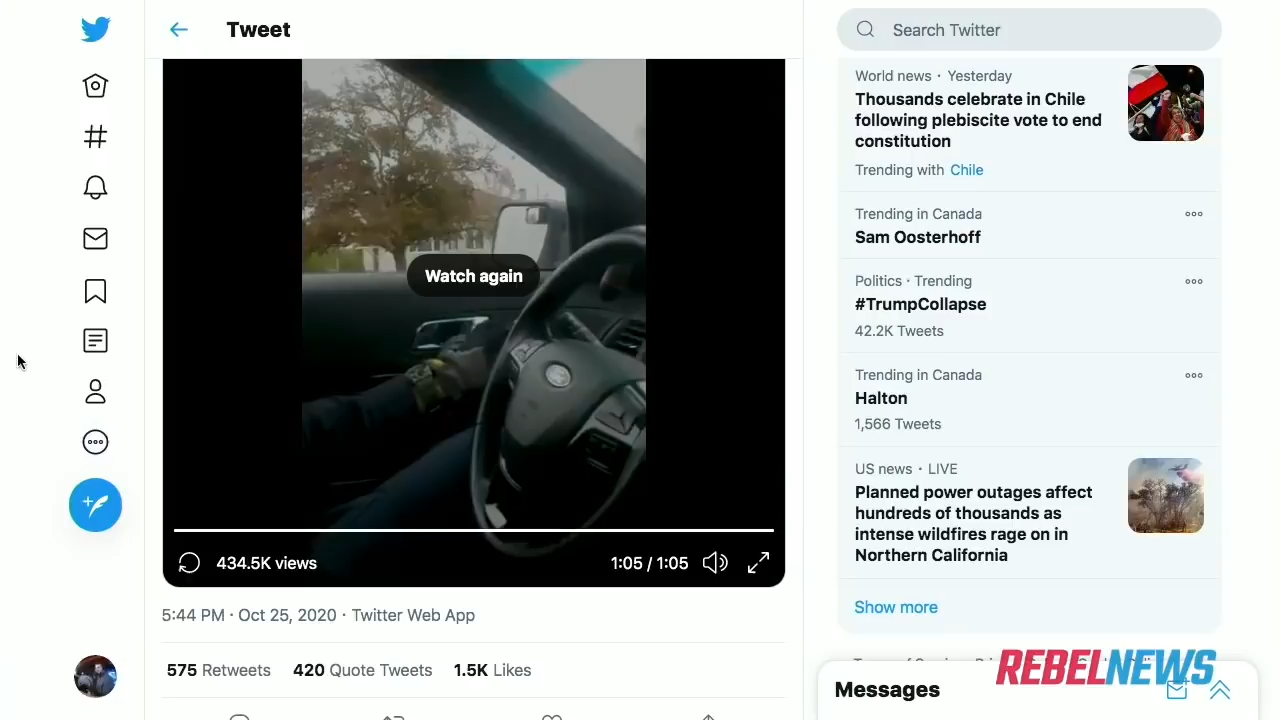 Tweet
Watch again
434.5K views
1:05 / 1:05
5:44 PM · Oct 25, 2020 · Twitter Web App
575 Retweets 420 Quote Tweets 1.5K Likes
Search Twitter
World news · Yesterday
Thousands celebrate in Chile
following plebiscite vote to end
constitution
Trending with Chile
Trending in Canada
Sam Oosterhoff
Politics · Trending
#TrumpCollapse
42.2K Tweets
Trending in Canada
Halton
1,566 Tweets
US news · LIVE
Planned power outages affect
hundreds of thousands as
intense wildfires rage on in
Northern California
Show more
REBELNEWS
Messages